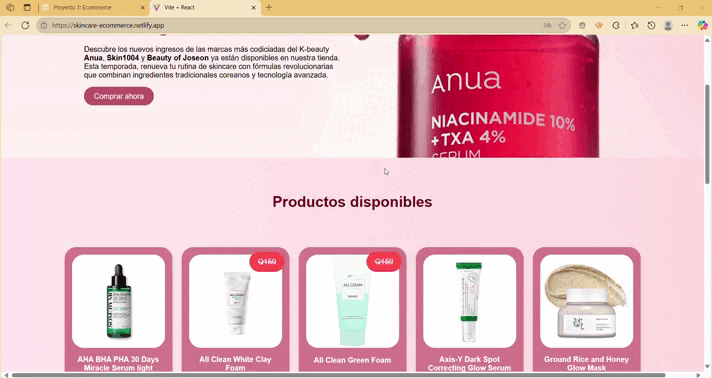 Proyecto 1: Ecommerce
Vite + React
https://skincare-ecommerce.netlify.app
Descubre los nuevos ingresos de las marcas más codiciadas del K-beauty
Anua, Skin1004 y Beauty of Joseon ya están disponibles en nuestra tienda.
Esta temporada, renueva tu rutina de skincare con fórmulas revolucionarias
que combinan ingredientes tradicionales coreanos y tecnología avanzada.
Comprar ahora
Anua
NIACINAMIDE 10%
+TXA 4%
SERUM
Productos disponibles
Q159
Q159
ALL CLEAN
AHA BHA PHA 30 Days
Miracle Serum light
All Clean White Clay
Foam
All Clean Green Foam
Axis-Y Dark Spot
Correcting Glow Serum
Ground Rice and Honey
Glow Mask